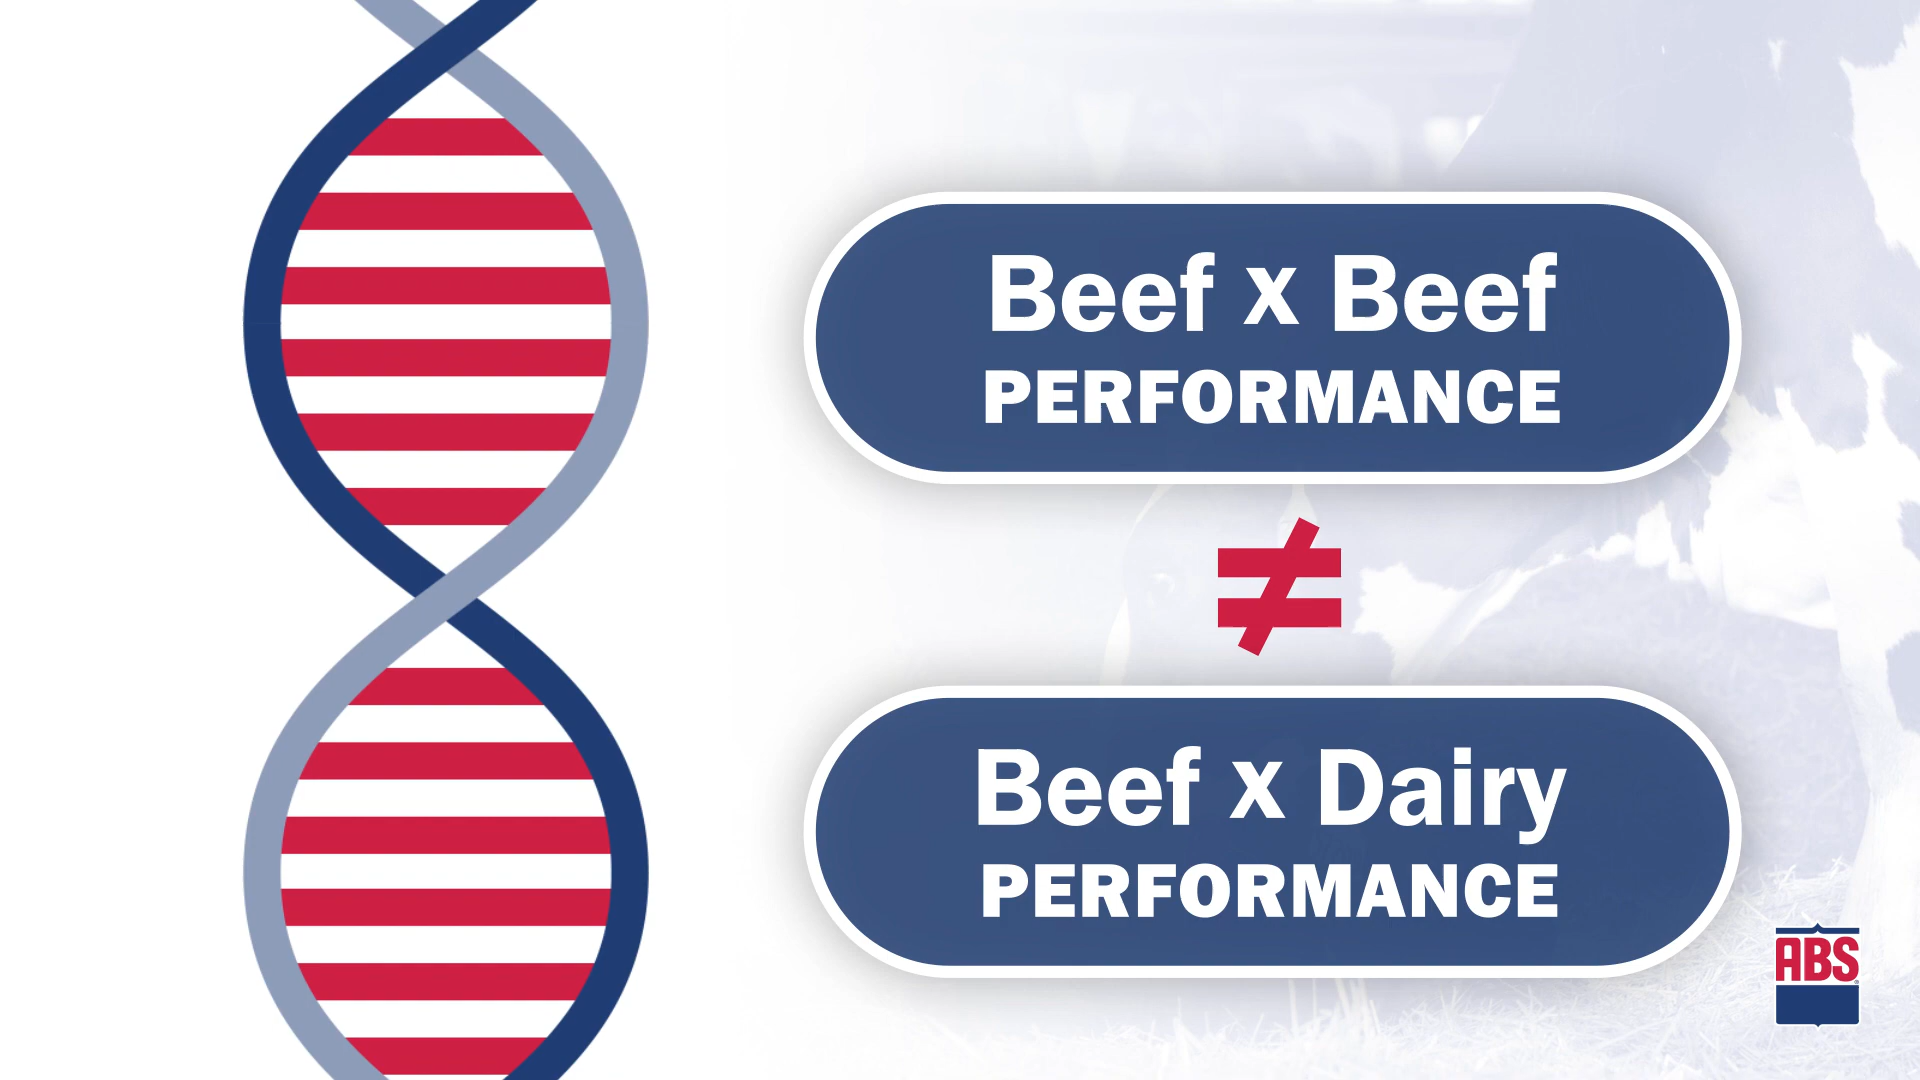 Beef x Beef
PERFORMANCE
≠
Beef x Dairy
PERFORMANCE
ABS